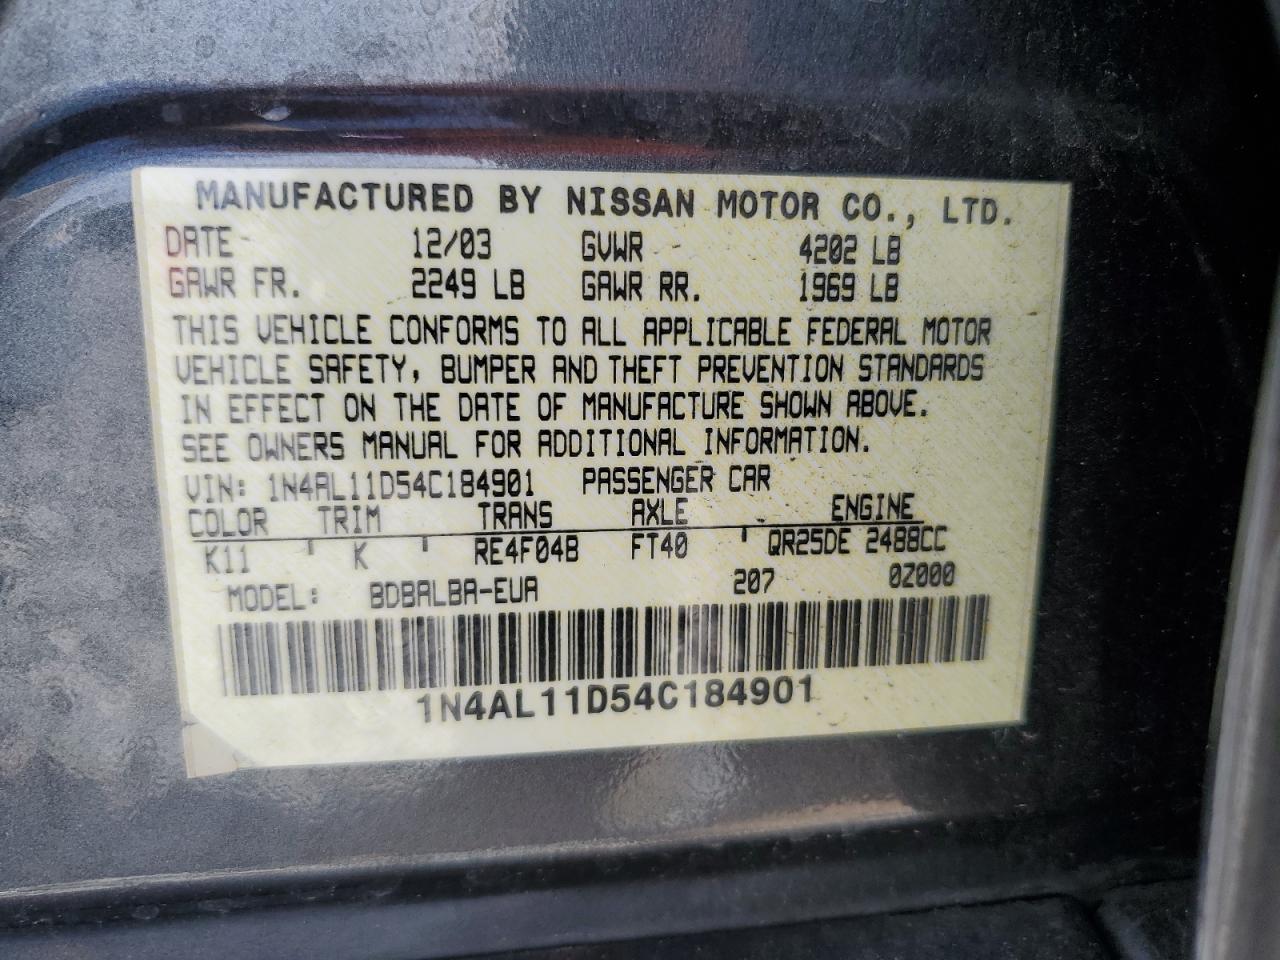 MANUFACTURED BY NISSAN MOTOR CO., LTD.
DATE 12/03 GVWR 4202 LB
GAWR FR. 2249 LB GAWR RR. 1969 LB
THIS VEHICLE CONFORMS TO ALL APPLICABLE FEDERAL MOTOR
VEHICLE SAFETY, BUMPER AND THEFT PREVENTION STANDARDS
IN EFFECT ON THE DATE OF MANUFACTURE SHOWN ABOVE.
SEE OWNERS MANUAL FOR ADDITIONAL INFORMATION.
VIN: 1N4AL11D54C184901 PASSENGER CAR
COLOR TRIM TRANS AXLE ENGINE
K11 K RE4F04B FT40 QR25DE 2488CC
MODEL: BDBALBA-EUA 207 0Z000
1N4AL11D54C184901